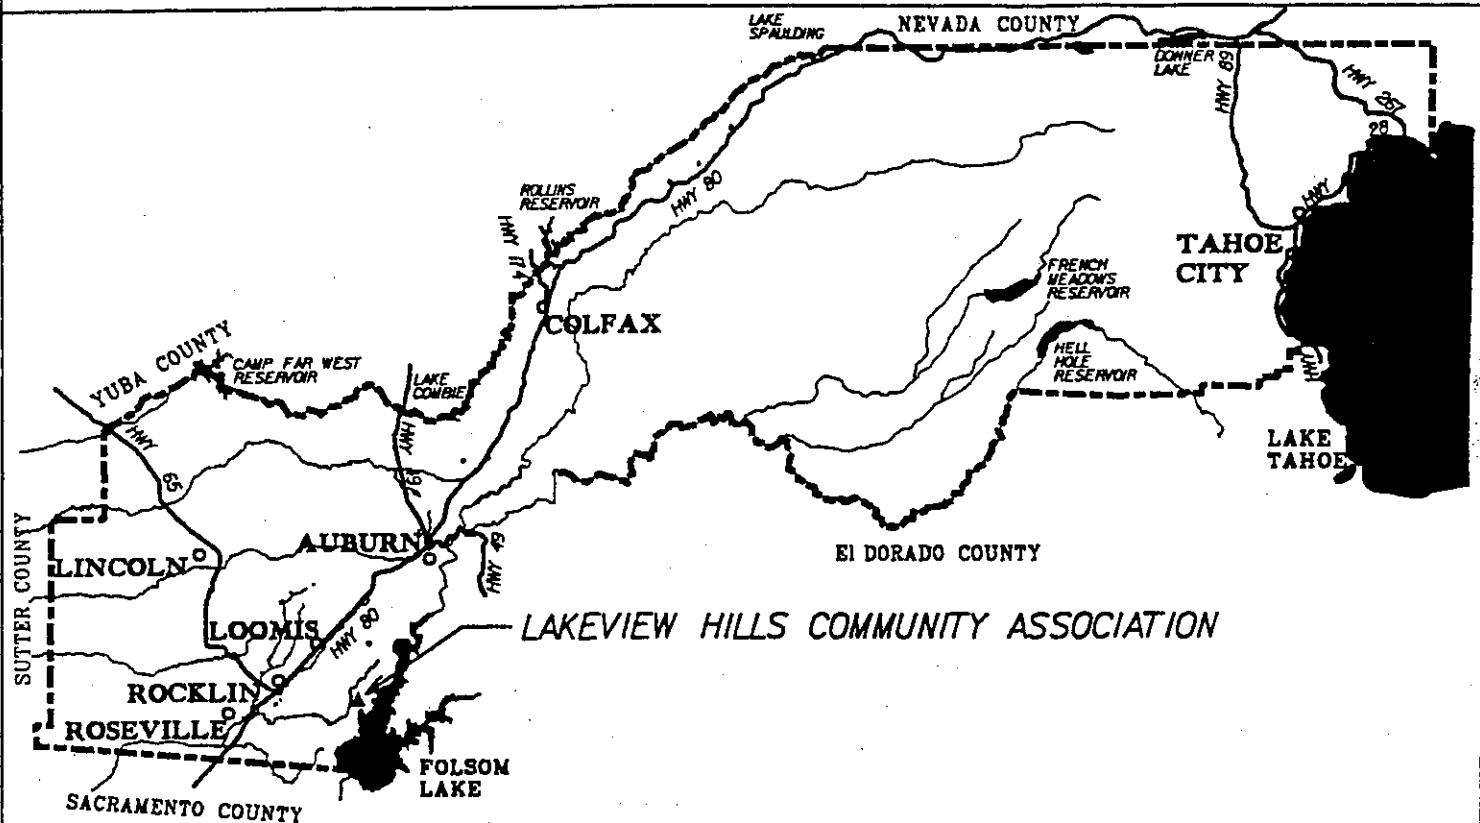 LAKE
SPAULDING
NEVADA COUNTY
DONNER
LAKE
HWY 89
HWY 267
28
HWY
ROLLINS
RESERVOIR
HWY 174
HWY 80
TAHOE
CITY
FRENCH
MEADOWS
RESERVOIR
COLFAX
YUBA COUNTY
CAMP FAR WEST
RESERVOIR
LAKE
COMBIE
HELL
HOLE
RESERVOIR
HWY
HWY
65
HWY 49
LAKE
TAHOE
SUTTER COUNTY
AUBURN
HWY 49
El DORADO COUNTY
LINCOLN
LOOMIS
HWY 80
LAKEVIEW HILLS COMMUNITY ASSOCIATION
ROCKLIN
ROSEVILLE
FOLSOM
LAKE
SACRAMENTO COUNTY